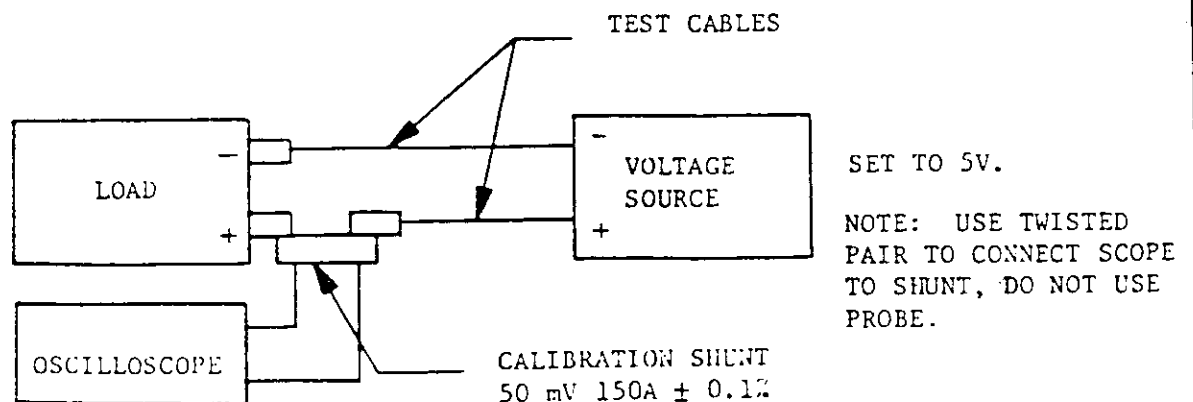 TEST CABLES
LOAD
-
+
-
+
VOLTAGE
SOURCE
SET TO 5V.
NOTE: USE TWISTED
PAIR TO CONNECT SCOPE
TO SHUNT, DO NOT USE
PROBE.
OSCILLOSCOPE
CALIBRATION SHUNT
50 mV 150A ± 0.1%